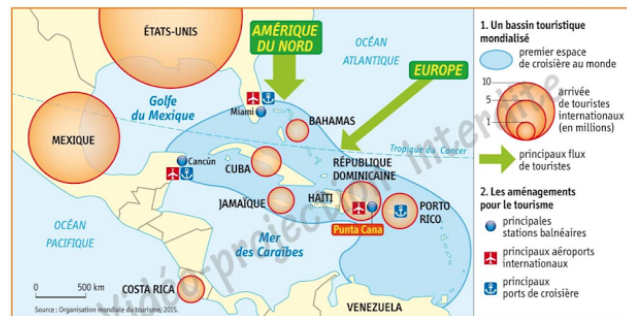 ÉTATS-UNIS
AMÉRIQUE
DU NORD
OCÉAN
ATLANTIQUE
EUROPE
Golfe
du Mexique
Miami
BAHAMAS
Tropique du Cancer
MEXIQUE
Cancún
CUBA
RÉPUBLIQUE
DOMINICAINE
HAÏTI
JAMAÏQUE
PORTO
RICO
Punta Cana
OCÉAN
PACIFIQUE
Mer
des Caraïbes
COSTA RICA
VENEZUELA
0 500 km
Source : Organisation mondiale du tourisme, 2015.
Vidéo-projection interdite
1. Un bassin touristique
mondialisé
premier espace
de croisière au monde
10
5
1
arrivée
de touristes
internationaux
(en millions)
principaux flux
de touristes
2. Les aménagements
pour le tourisme
principales
stations balnéaires
principaux aéroports
internationaux
principaux
ports de croisière